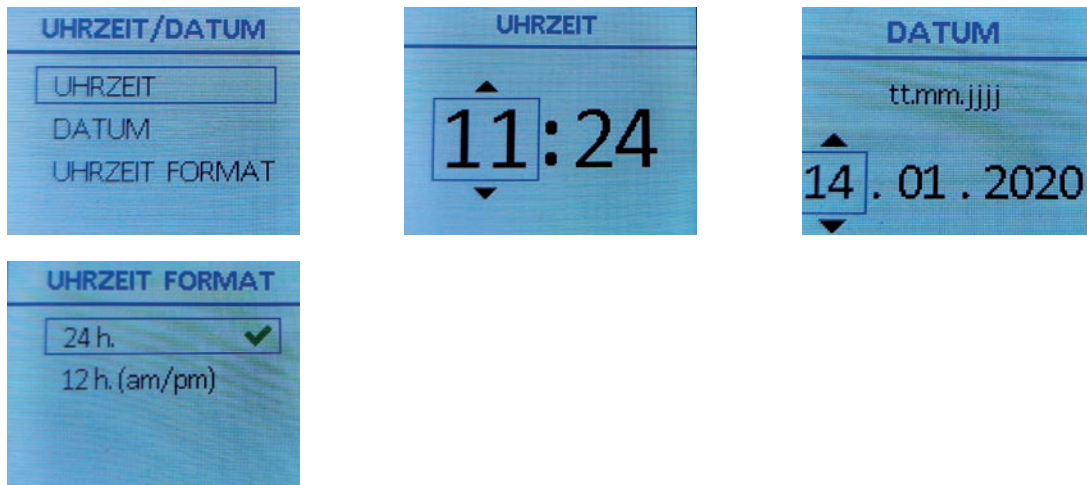 UHRZEIT/DATUM
UHRZEIT
DATUM
UHRZEIT FORMAT
UHRZEIT
11:24
DATUM
tt.mm.jjjj
14. 01 . 2020
UHRZEIT FORMAT
24 h.
12 h. (am/pm)